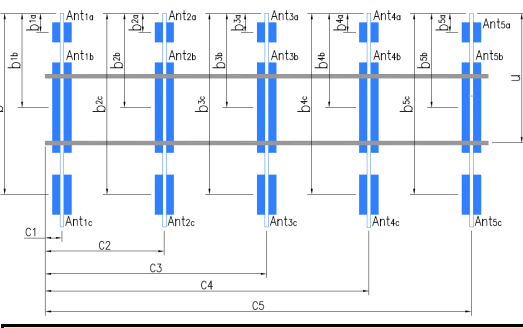 Ant1a Ant2a Ant3a Ant4a Ant5a
b1a b2a b3a b4a b5a
Ant1b Ant2b Ant3b Ant4b Ant5b
b1b b2b b3b b4b b5b
b2c b3c b4c b5c
Ant1c Ant2c Ant3c Ant4c Ant5c
C1
C2
C3
C4
C5